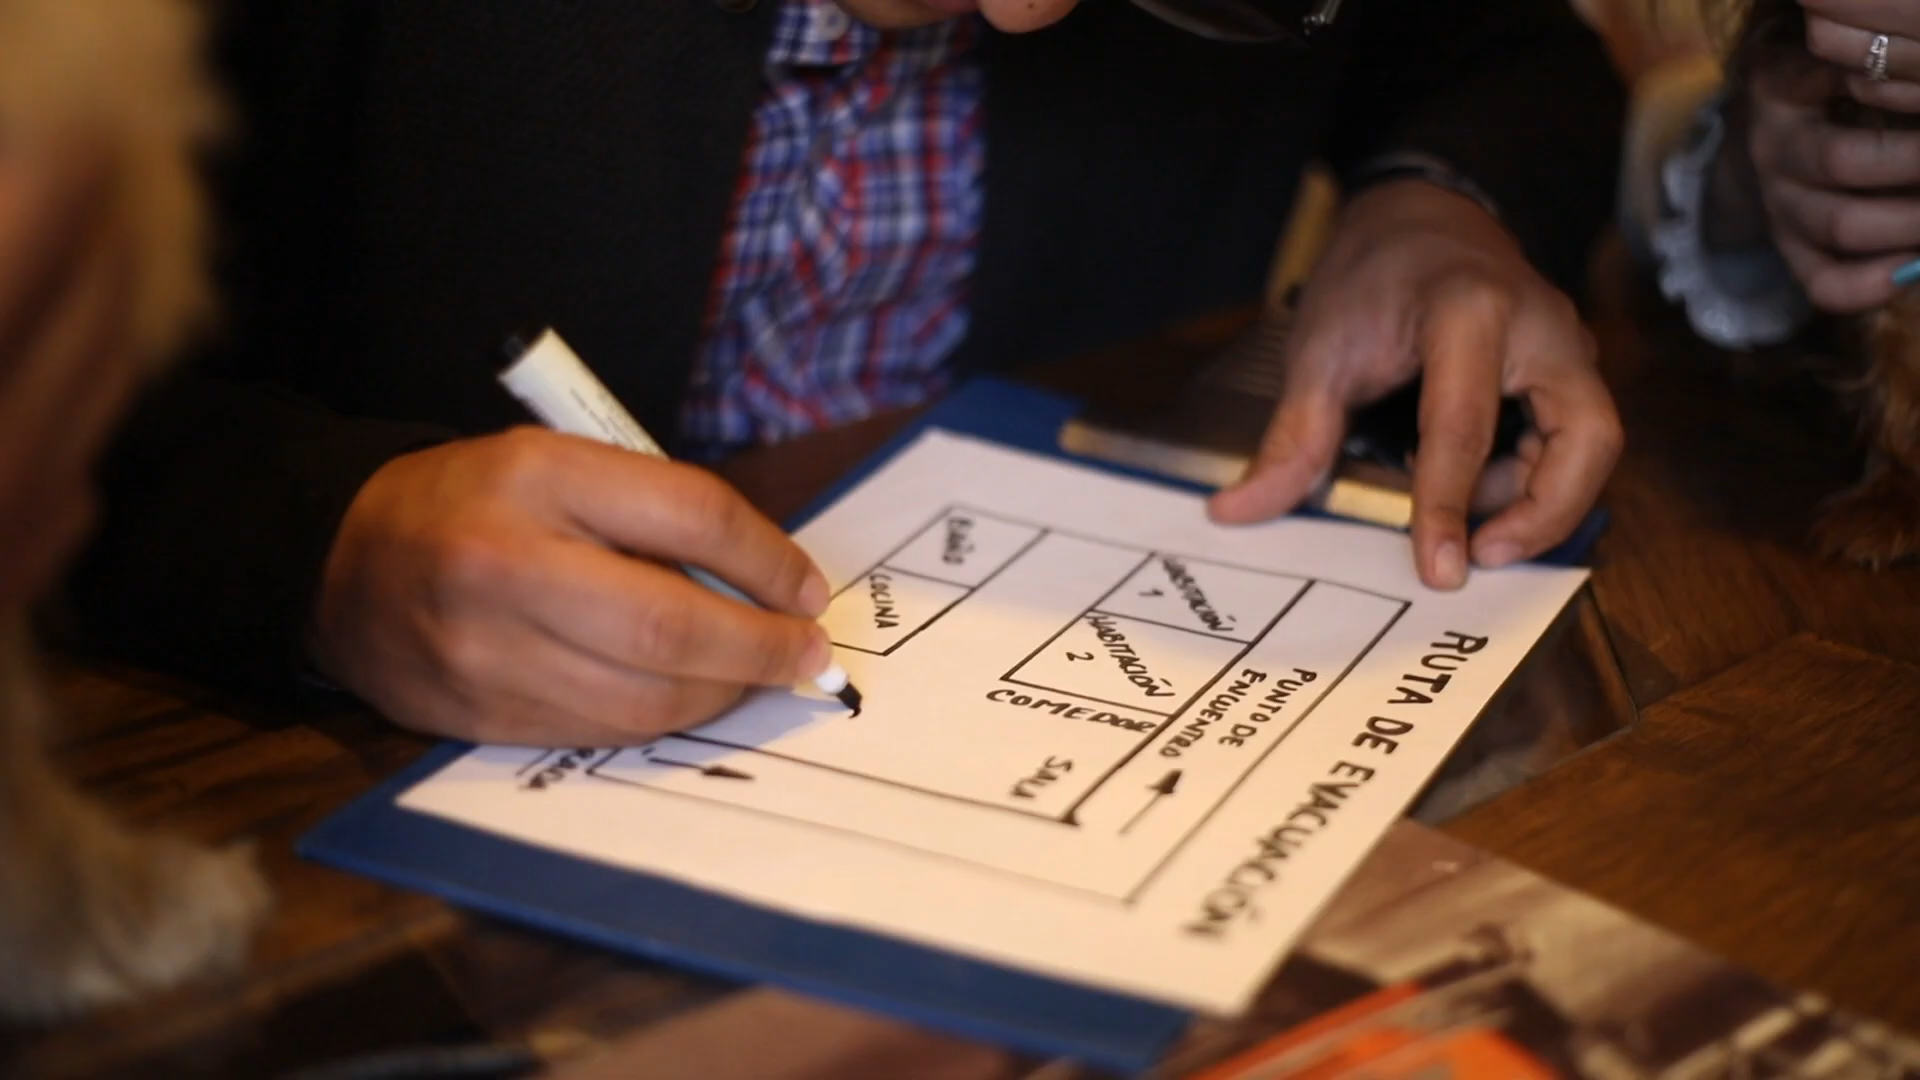 RUTA DE EVACUACIÓN
PUNTO DE
ENCUENTRO
HABITACIÓN
1
HABITACIÓN
2
BAÑO
COCINA
COMEDOR
SALA